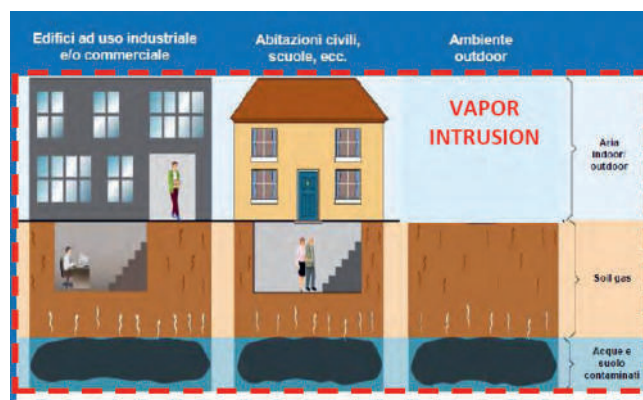 Edifici ad uso industriale
e/o commerciale
Abitazioni civili,
scuole, ecc.
Ambiente
outdoor
VAPOR
INTRUSION
Aria
indoor/
outdoor
Soil gas
Acque e
suolo
contaminati